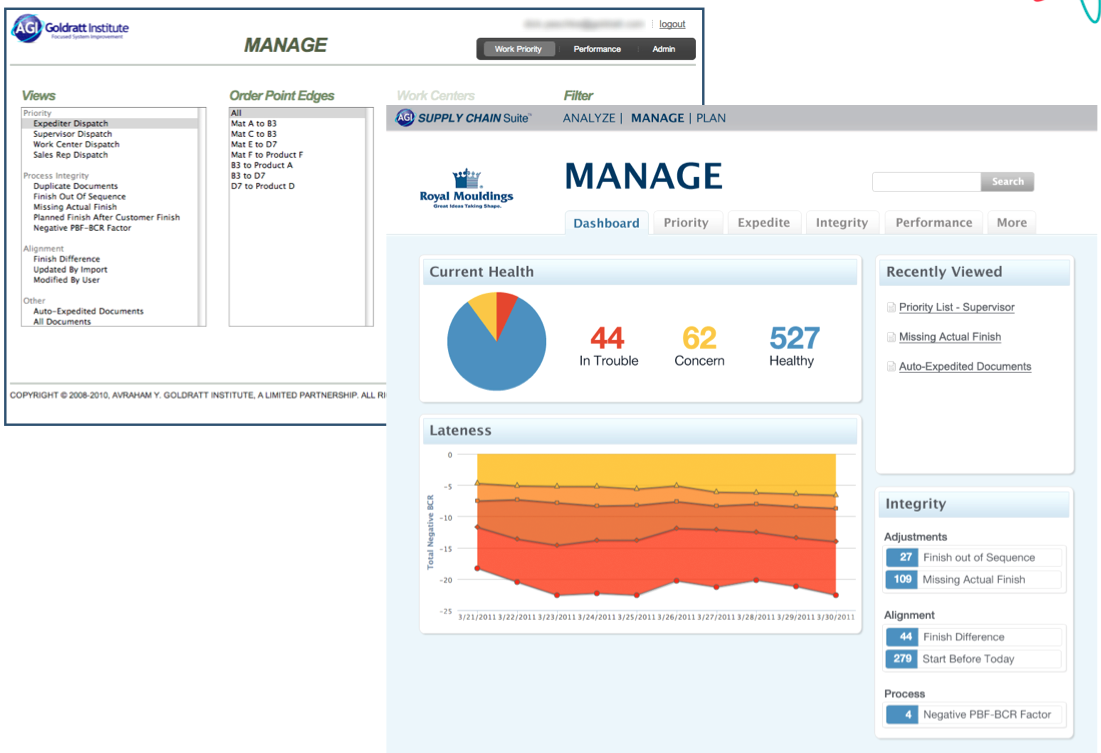 AGI Goldratt Institute
Focused System Improvement
logout
MANAGE
Work Priority Performance Admin
Views
Priority
Expediter Dispatch
Supervisor Dispatch
Work Center Dispatch
Sales Rep Dispatch
Process Integrity
Duplicate Documents
Finish Out Of Sequence
Missing Actual Finish
Planned Finish After Customer Finish
Negative PBF-BCR Factor
Alignment
Finish Difference
Updated By Import
Modified By User
Other
Auto-Expedited Documents
All Documents
Order Point Edges
All
Mat A to B3
Mat C to B3
Mat E to D7
Mat F to Product F
B3 to Product A
B3 to D7
D7 to Product D
Work Centers
Filter
COPYRIGHT © 2008-2010, AVRAHAM Y. GOLDRATT INSTITUTE, A LIMITED PARTNERSHIP. ALL RI
AGI SUPPLY CHAIN Suite™
ANALYZE | MANAGE | PLAN
Royal Mouldings
Great Ideas Taking Shape.
MANAGE
Search
Dashboard Priority Expedite Integrity Performance More
Current Health
44
In Trouble
62
Concern
527
Healthy
Lateness
Total Negative BCR
0
-5
-10
-15
-20
-25
3/21/2011 3/22/2011 3/23/2011 3/24/2011 3/25/2011 3/26/2011 3/27/2011 3/28/2011 3/29/2011 3/30/2011
Recently Viewed
Priority List - Supervisor
Missing Actual Finish
Auto-Expedited Documents
Integrity
Adjustments
27 Finish out of Sequence
109 Missing Actual Finish
Alignment
44 Finish Difference
279 Start Before Today
Process
4 Negative PBF-BCR Factor